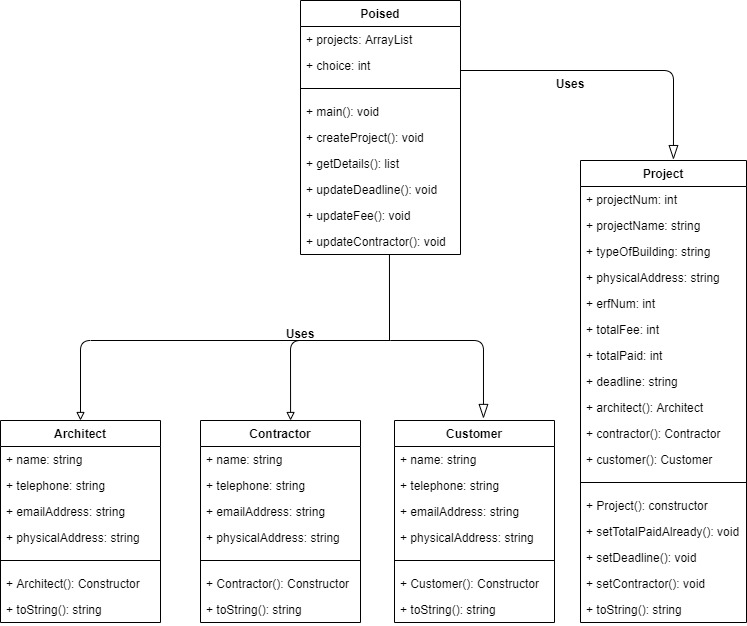 Poised
+ projects: ArrayList
+ choice: int
+ main(): void
+ createProject(): void
+ getDetails(): list
+ updateDeadline(): void
+ updateFee(): void
+ updateContractor(): void
Uses
Project
+ projectNum: int
+ projectName: string
+ typeOfBuilding: string
+ physicalAddress: string
+ erfNum: int
+ totalFee: int
+ totalPaid: int
+ deadline: string
+ architect(): Architect
+ contractor(): Contractor
+ customer(): Customer
+ Project(): constructor
+ setTotalPaidAlready(): void
+ setDeadline(): void
+ setContractor(): void
+ toString(): string
Uses
Architect
+ name: string
+ telephone: string
+ emailAddress: string
+ physicalAddress: string
+ Architect(): Constructor
+ toString(): string
Contractor
+ name: string
+ telephone: string
+ emailAddress: string
+ physicalAddress: string
+ Contractor(): Constructor
+ toString(): string
Customer
+ name: string
+ telephone: string
+ emailAddress: string
+ physicalAddress: string
+ Customer(): Constructor
+ toString(): string